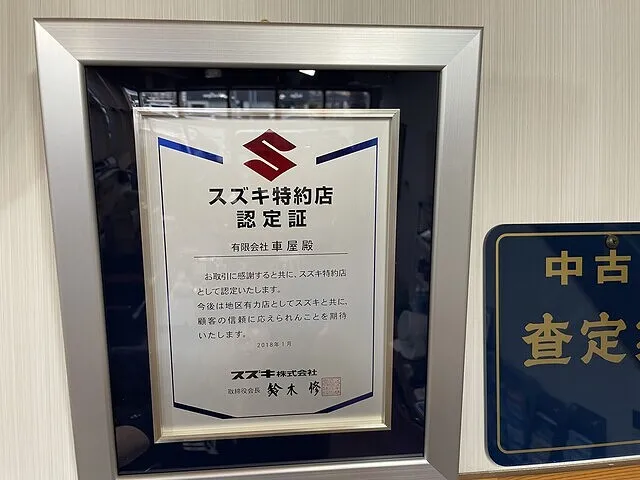 スズキ特約店
認定証
有限会社 車屋 殿
お取引に感謝すると共に、スズキ特約店
として認定いたします。
今後は地区有力店としてスズキと共に、
顧客の信頼に応えられんことを期待
いたします。
2018年1月
スズキ株式会社
取締役会長 鈴木 修
中古
査定